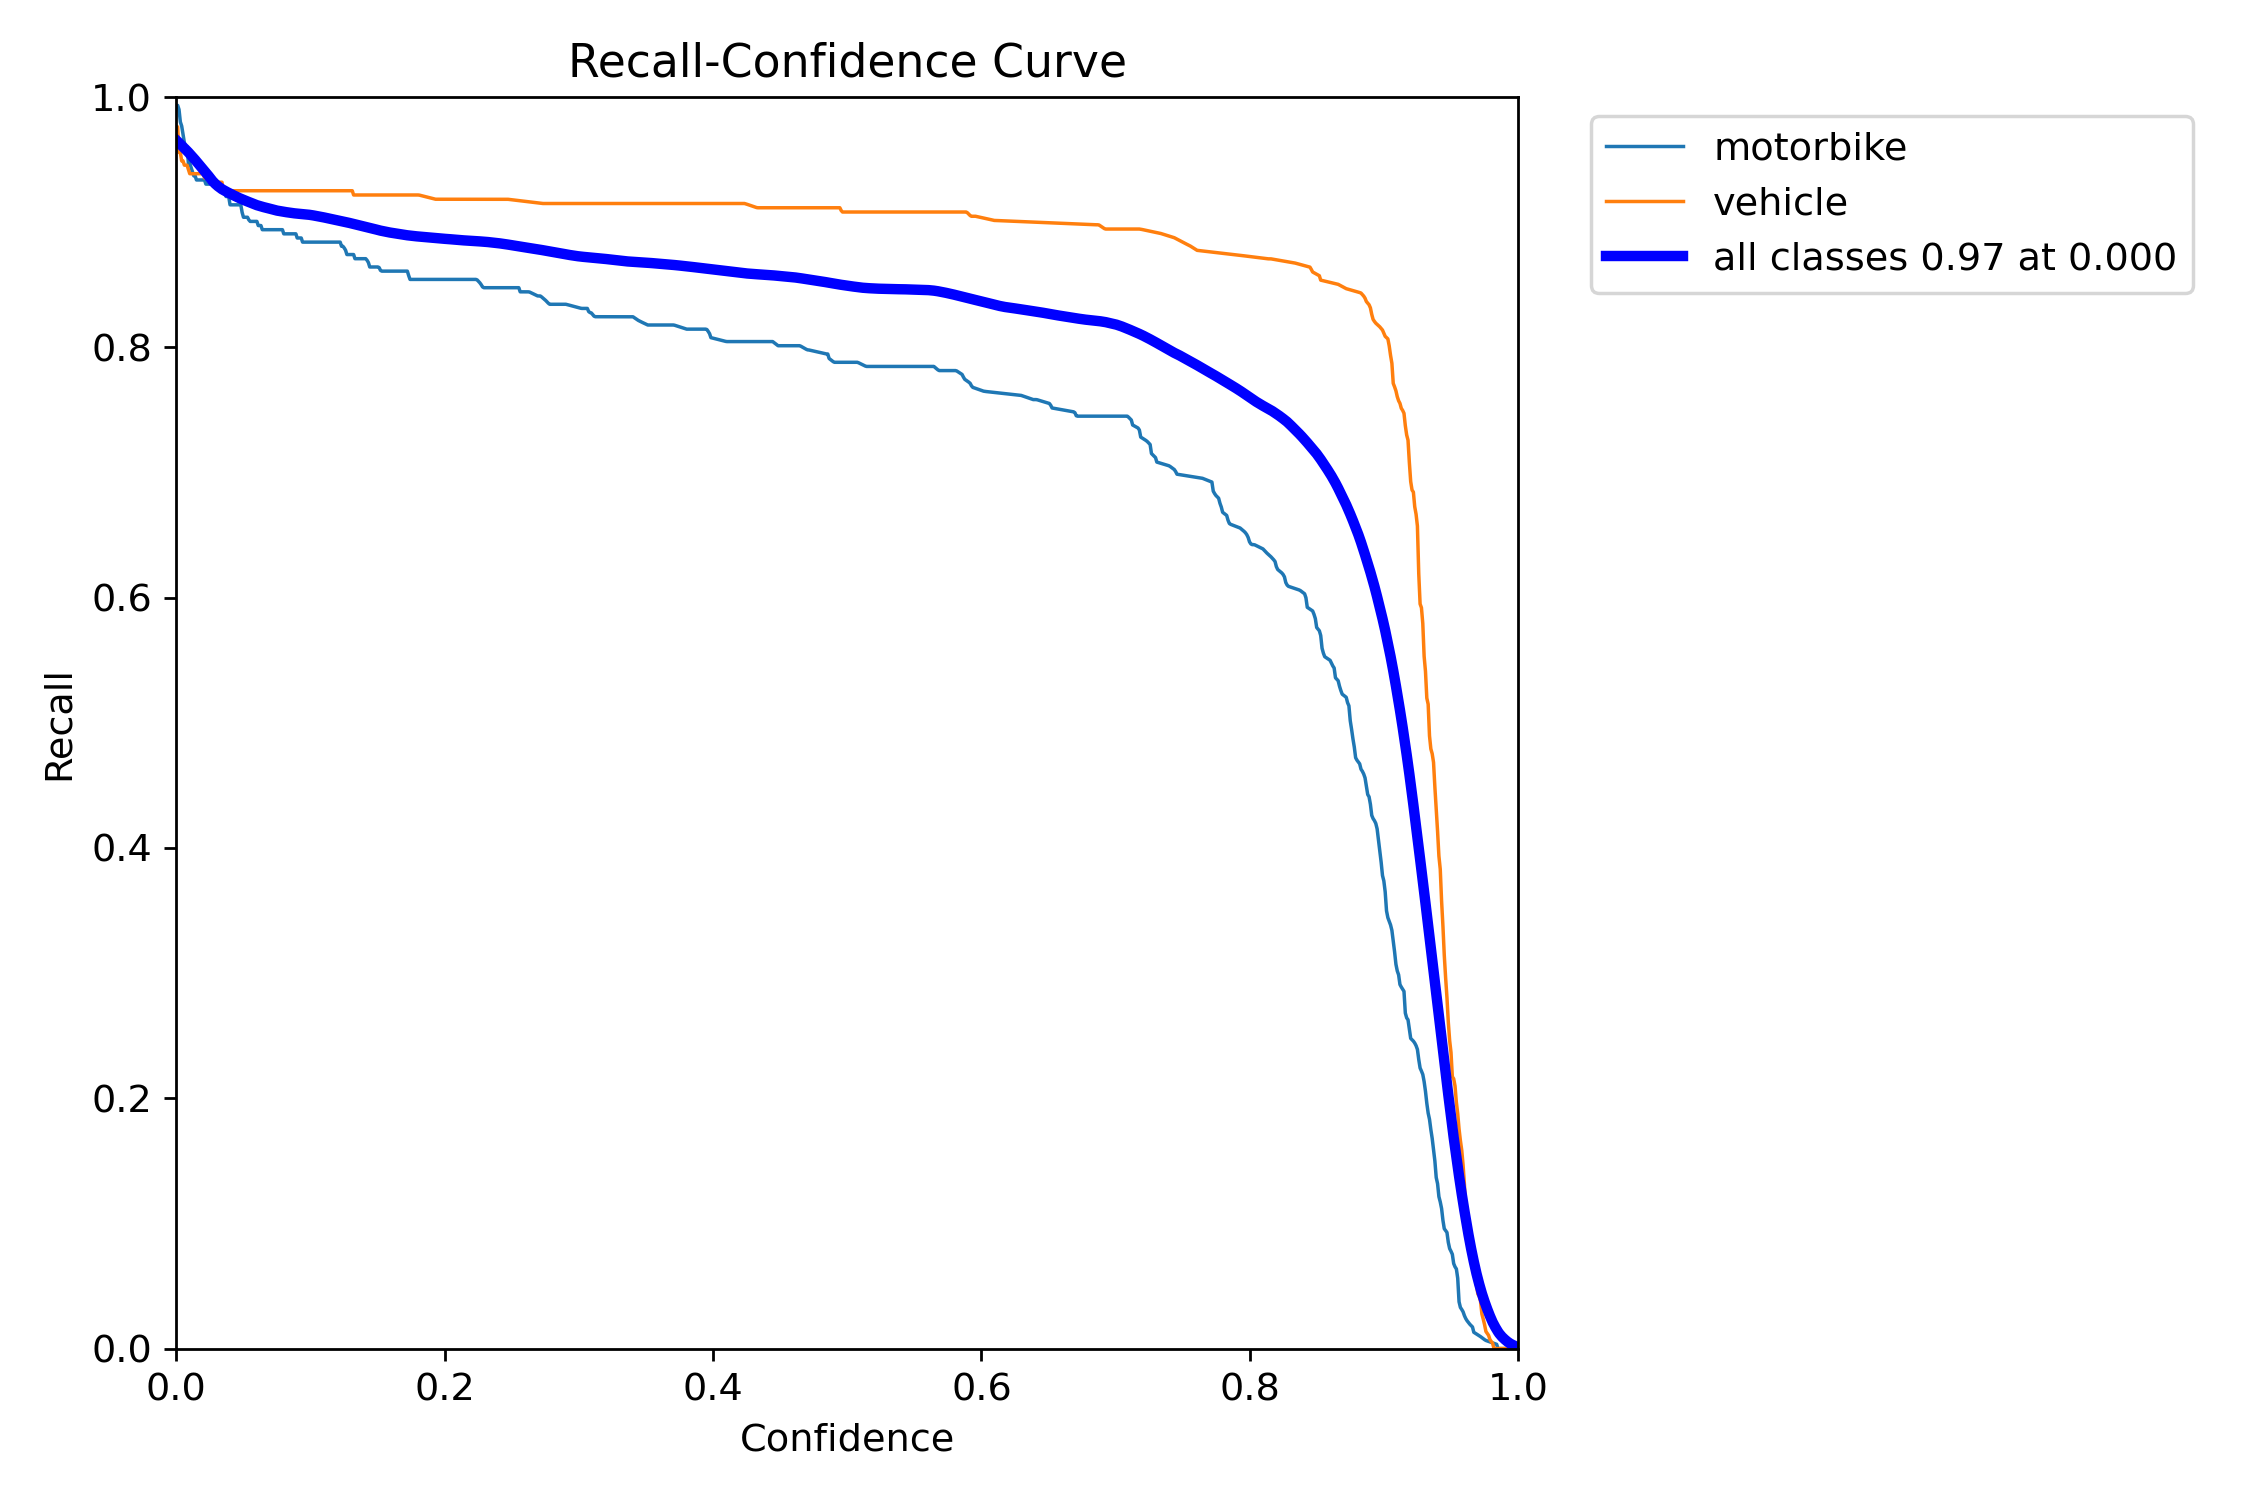 Recall-Confidence Curve
1.0
0.8
0.6
0.4
0.2
0.0
Recall
0.0 0.2 0.4 0.6 0.8 1.0
Confidence
motorbike
vehicle
all classes 0.97 at 0.000